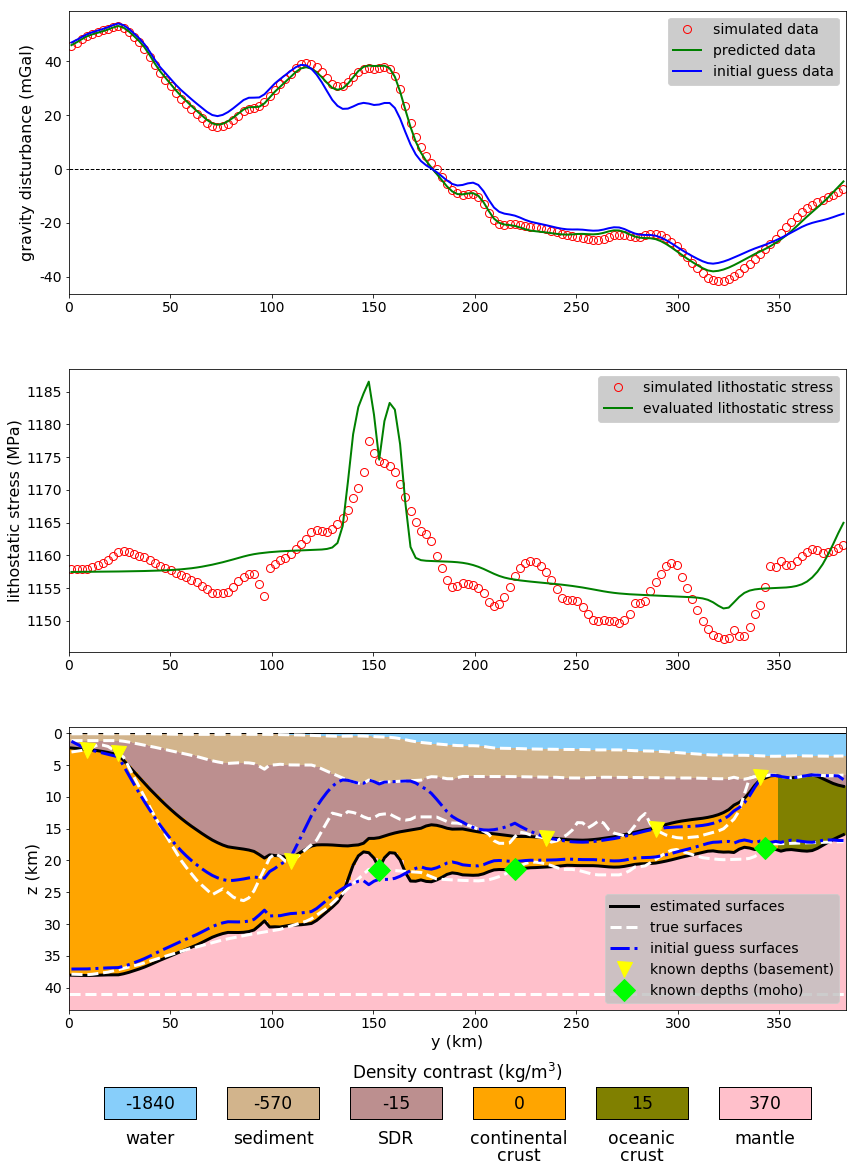 gravity disturbance (mGal)
40
20
0
-20
-40
simulated data
predicted data
initial guess data
0 50 100 150 200 250 300 350
lithostatic stress (MPa)
1185
1180
1175
1170
1165
1160
1155
1150
simulated lithostatic stress
evaluated lithostatic stress
0 50 100 150 200 250 300 350
z (km)
0
5
10
15
20
25
30
35
40
estimated surfaces
true surfaces
initial guess surfaces
known depths (basement)
known depths (moho)
0 50 100 150 200 250 300 350
y (km)
Density contrast (kg/m³)
-1840 -570 -15 0 15 370
water sediment SDR continental oceanic mantle
crust crust